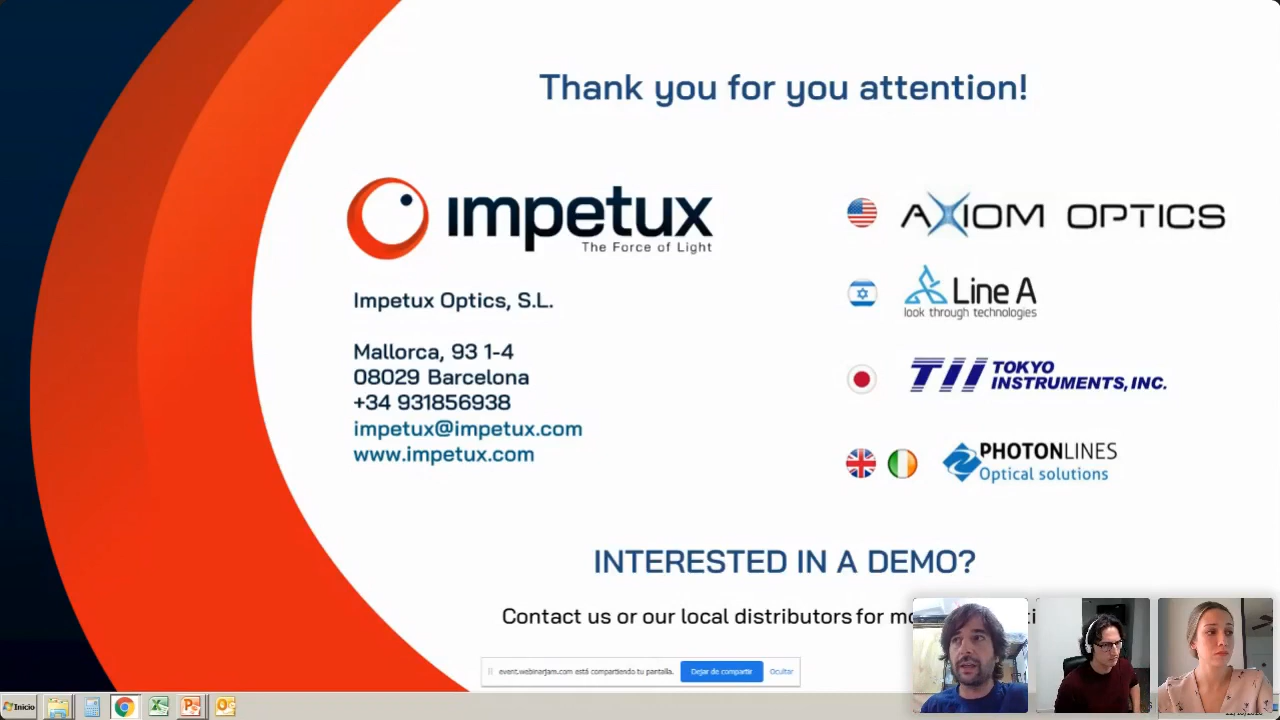 Thank you for you attention!
impetux
The Force of Light
Impetux Optics, S.L.
Mallorca, 93 1-4
08029 Barcelona
+34 931856938
impetux@impetux.com
www.impetux.com
AXIOM OPTICS
Line A
look through technologies
TII TOKYO
INSTRUMENTS, INC.
PHOTONLINES
Optical solutions
INTERESTED IN A DEMO?
Contact us or our local distributors for
event.webinarjam.com está compartiendo tu pantalla.
Dejar de compartir
Ocultar
Inicio